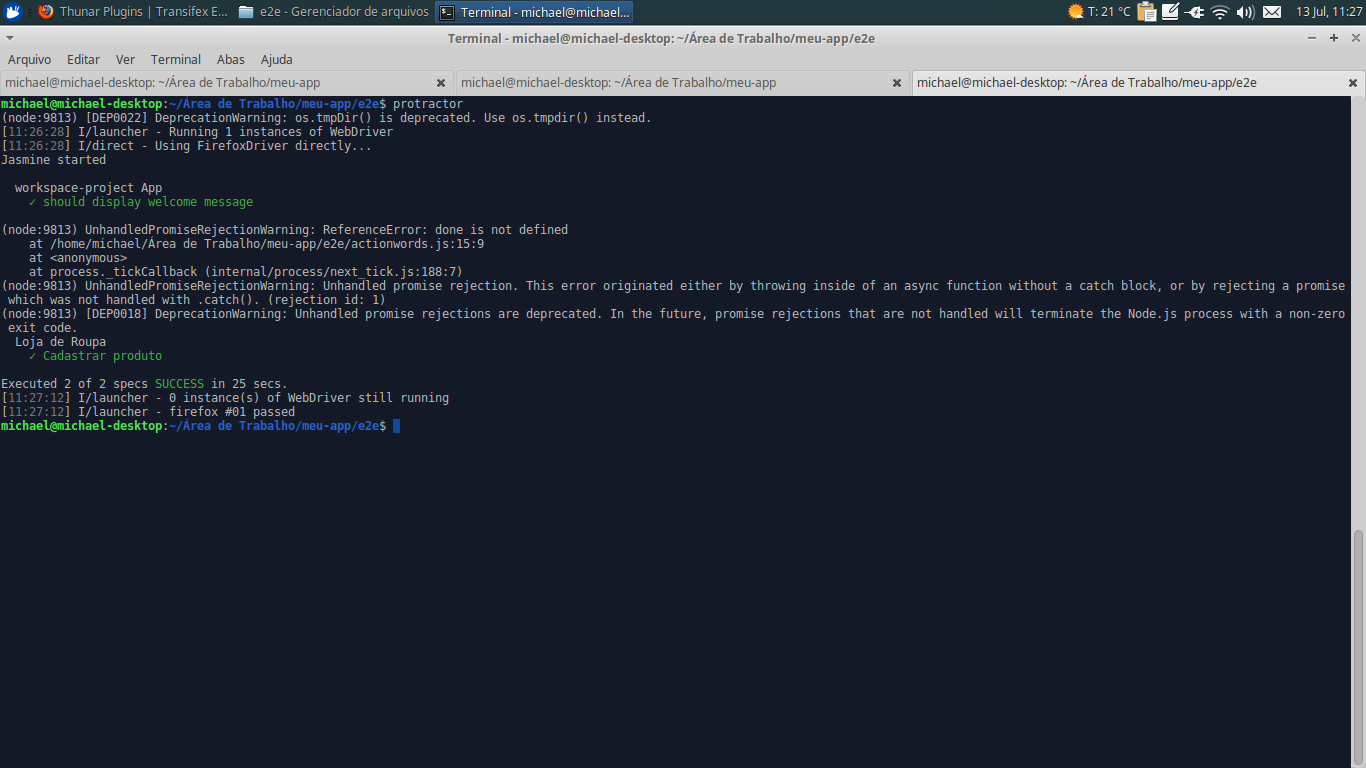 Thunar Plugins | Transifex E... e2e - Gerenciador de arquivos Terminal - michael@michael... T: 21 °C 13 Jul, 11:27
Terminal - michael@michael-desktop: ~/Área de Trabalho/meu-app/e2e
Arquivo Editar Ver Terminal Abas Ajuda
michael@michael-desktop: ~/Área de Trabalho/meu-app michael@michael-desktop: ~/Área de Trabalho/meu-app michael@michael-desktop: ~/Área de Trabalho/meu-app/e2e
michael@michael-desktop:~/Área de Trabalho/meu-app/e2e$ protractor
(node:9813) [DEP0022] DeprecationWarning: os.tmpDir() is deprecated. Use os.tmpdir() instead.
[11:26:28] I/launcher - Running 1 instances of WebDriver
[11:26:28] I/direct - Using FirefoxDriver directly...
Jasmine started
workspace-project App
✓ should display welcome message
(node:9813) UnhandledPromiseRejectionWarning: ReferenceError: done is not defined
at /home/michael/Área de Trabalho/meu-app/e2e/actionwords.js:15:9
at <anonymous>
at process._tickCallback (internal/process/next_tick.js:188:7)
(node:9813) UnhandledPromiseRejectionWarning: Unhandled promise rejection. This error originated either by throwing inside of an async function without a catch block, or by rejecting a promise
which was not handled with .catch(). (rejection id: 1)
(node:9813) [DEP0018] DeprecationWarning: Unhandled promise rejections are deprecated. In the future, promise rejections that are not handled will terminate the Node.js process with a non-zero
exit code.
Loja de Roupa
✓ Cadastrar produto
Executed 2 of 2 specs SUCCESS in 25 secs.
[11:27:12] I/launcher - 0 instance(s) of WebDriver still running
[11:27:12] I/launcher - firefox #01 passed
michael@michael-desktop:~/Área de Trabalho/meu-app/e2e$